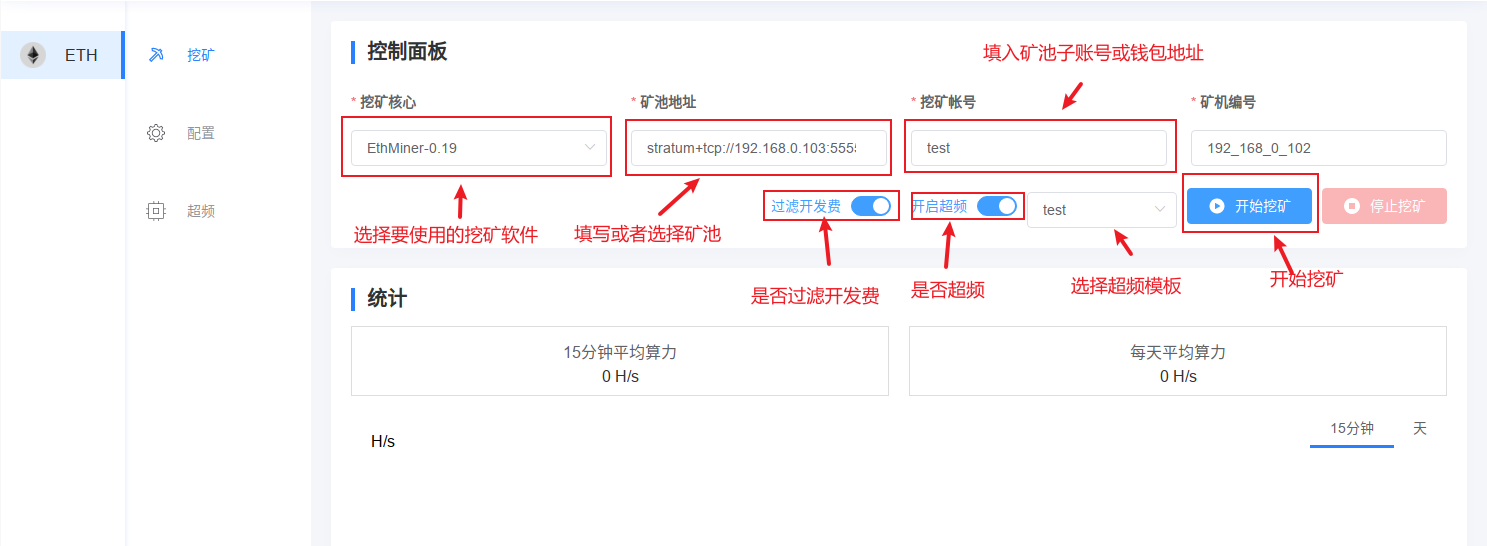 ETH
挖矿
配置
超频
控制面板
填入矿池子账号或钱包地址
* 挖矿核心
* 矿池地址
* 挖矿帐号
* 矿机编号
EthMiner-0.19
stratum+tcp://192.168.0.103:5555
test
192_168_0_102
过滤开发费
开启超频
test
开始挖矿
停止挖矿
选择要使用的挖矿软件
填写或者选择矿池
是否过滤开发费
是否超频
选择超频模板
开始挖矿
统计
15分钟平均算力
0 H/s
每天平均算力
0 H/s
H/s
15分钟
天